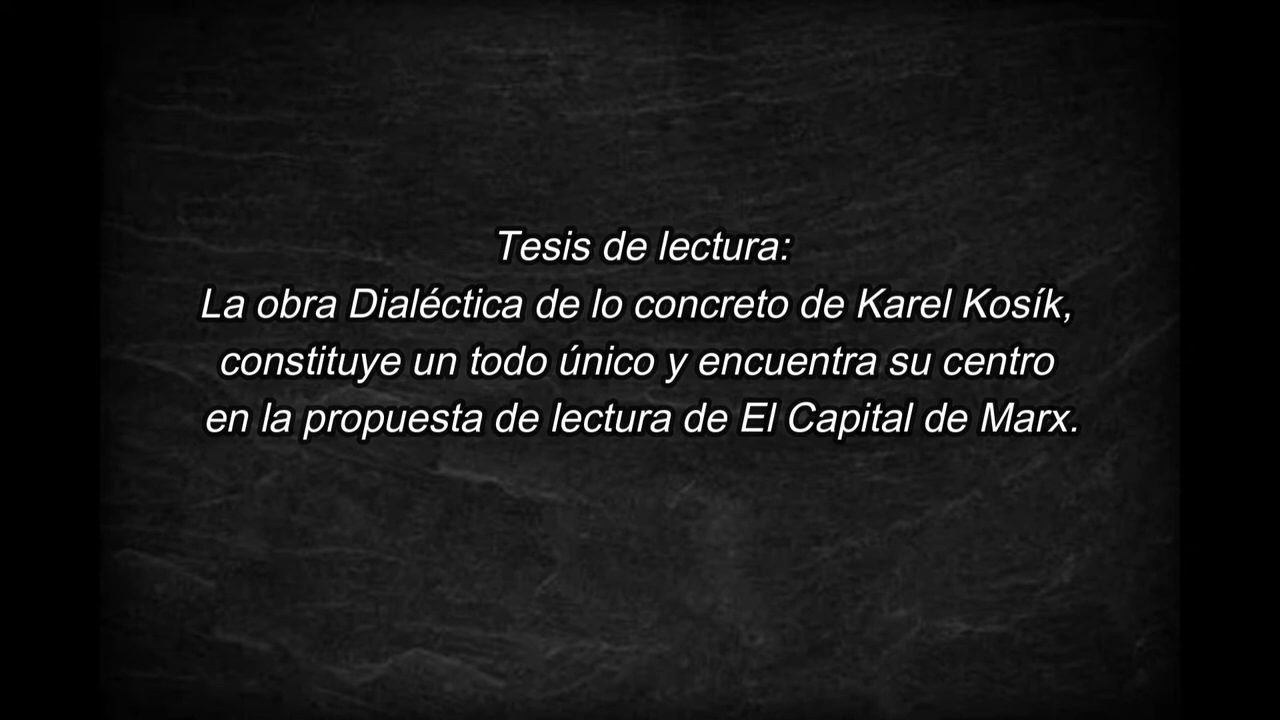 Tesis de lectura:
La obra Dialéctica de lo concreto de Karel Kosík,
constituye un todo único y encuentra su centro
en la propuesta de lectura de El Capital de Marx.